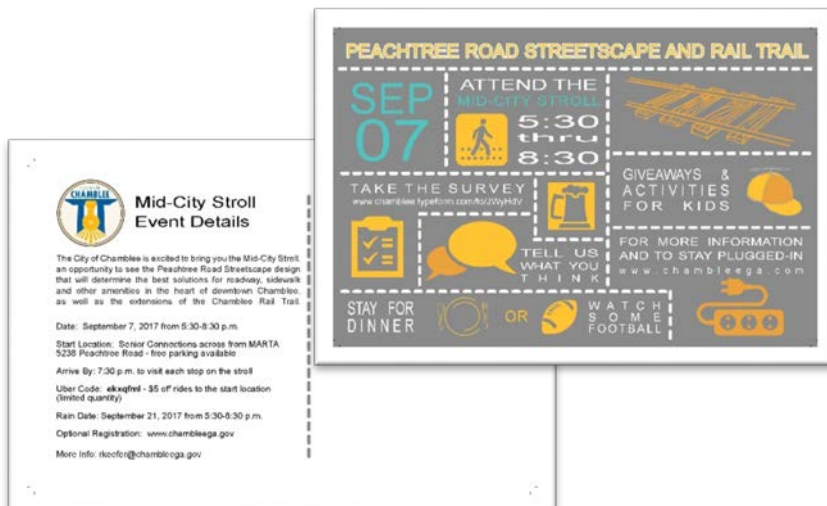 PEACHTREE ROAD STREETSCAPE AND RAIL TRAIL
SEP
07
ATTEND THE
MID-CITY STROLL
5:30
thru
8:30
TAKE THE SURVEY
GIVEAWAYS &
ACTIVITIES
FOR KIDS
TELL US
WHAT YOU
THINK
FOR MORE INFORMATION
AND TO STAY PLUGGED-IN
www.chambleega.com
STAY FOR
DINNER
OR
WATCH
SOME
FOOTBALL
CHAMBLEE
Mid-City Stroll
Event Details
The City of Chamblee is excited to bring you the Mid-City Stroll,
an opportunity to see the Peachtree Road Streetscape design
that will determine the best solutions for roadway, sidewalk
and other amenities in the heart of downtown Chamblee,
as well as the extensions of the Chamblee Rail Trail.
Date: September 7, 2017 from 5:30-8:30 p.m.
Start Location: Senior Connections across from MARTA
5238 Peachtree Road - free parking available
Arrive By: 7:30 p.m. to visit each stop on the stroll
Uber Code: - $5 off rides to the start location
(limited quantity)
Rain Date: September 21, 2017 from 5:30-8:30 p.m.
Optional Registration: www.chambleega.gov
More Info: rkeefer@chambleega.gov